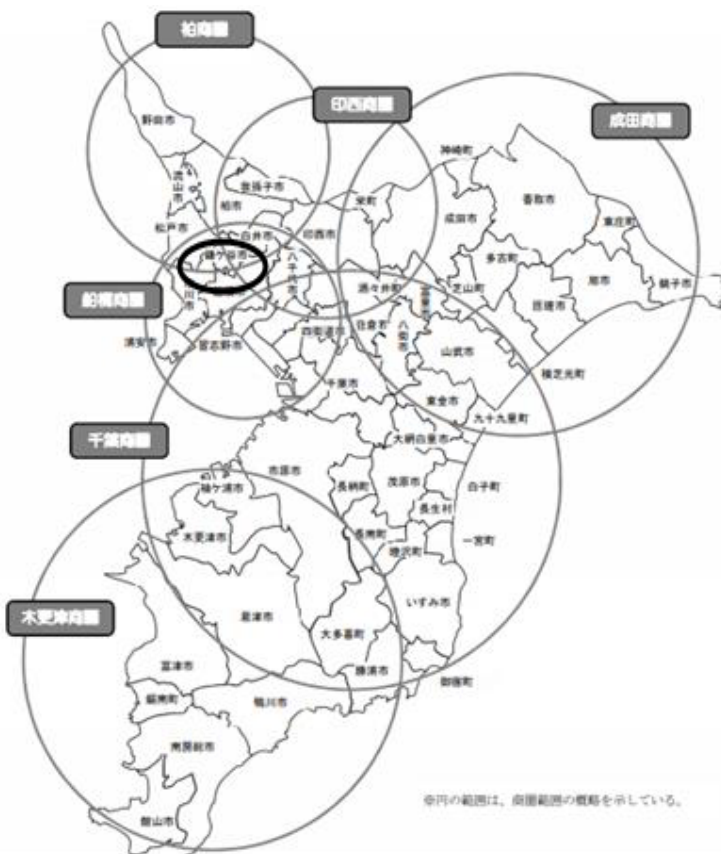 柏商圏
印西商圏
成田商圏
野田市
神崎町
流山市
我孫子市
栄町
香取市
柏市
成田市
東庄町
松戸市
白井市
印西市
多古町
鎌ケ谷市
八千代市
旭市
銚子市
船橋商圏
川市
酒々井町
芝山町
匝瑳市
浦安市
習志野市
四街道市
佐倉市
八街市
山武市
横芝光町
千葉市
東金市
九十九里町
千葉商圏
大網白里市
市原市
袖ケ浦市
長柄町
茂原市
白子町
長生村
木更津市
長南町
睦沢町
一宮町
いすみ市
木更津商圏
君津市
大多喜町
富津市
勝浦市
御宿町
鋸南町
鴨川市
南房総市
館山市
※円の範囲は、商圏範囲の概略を示している。